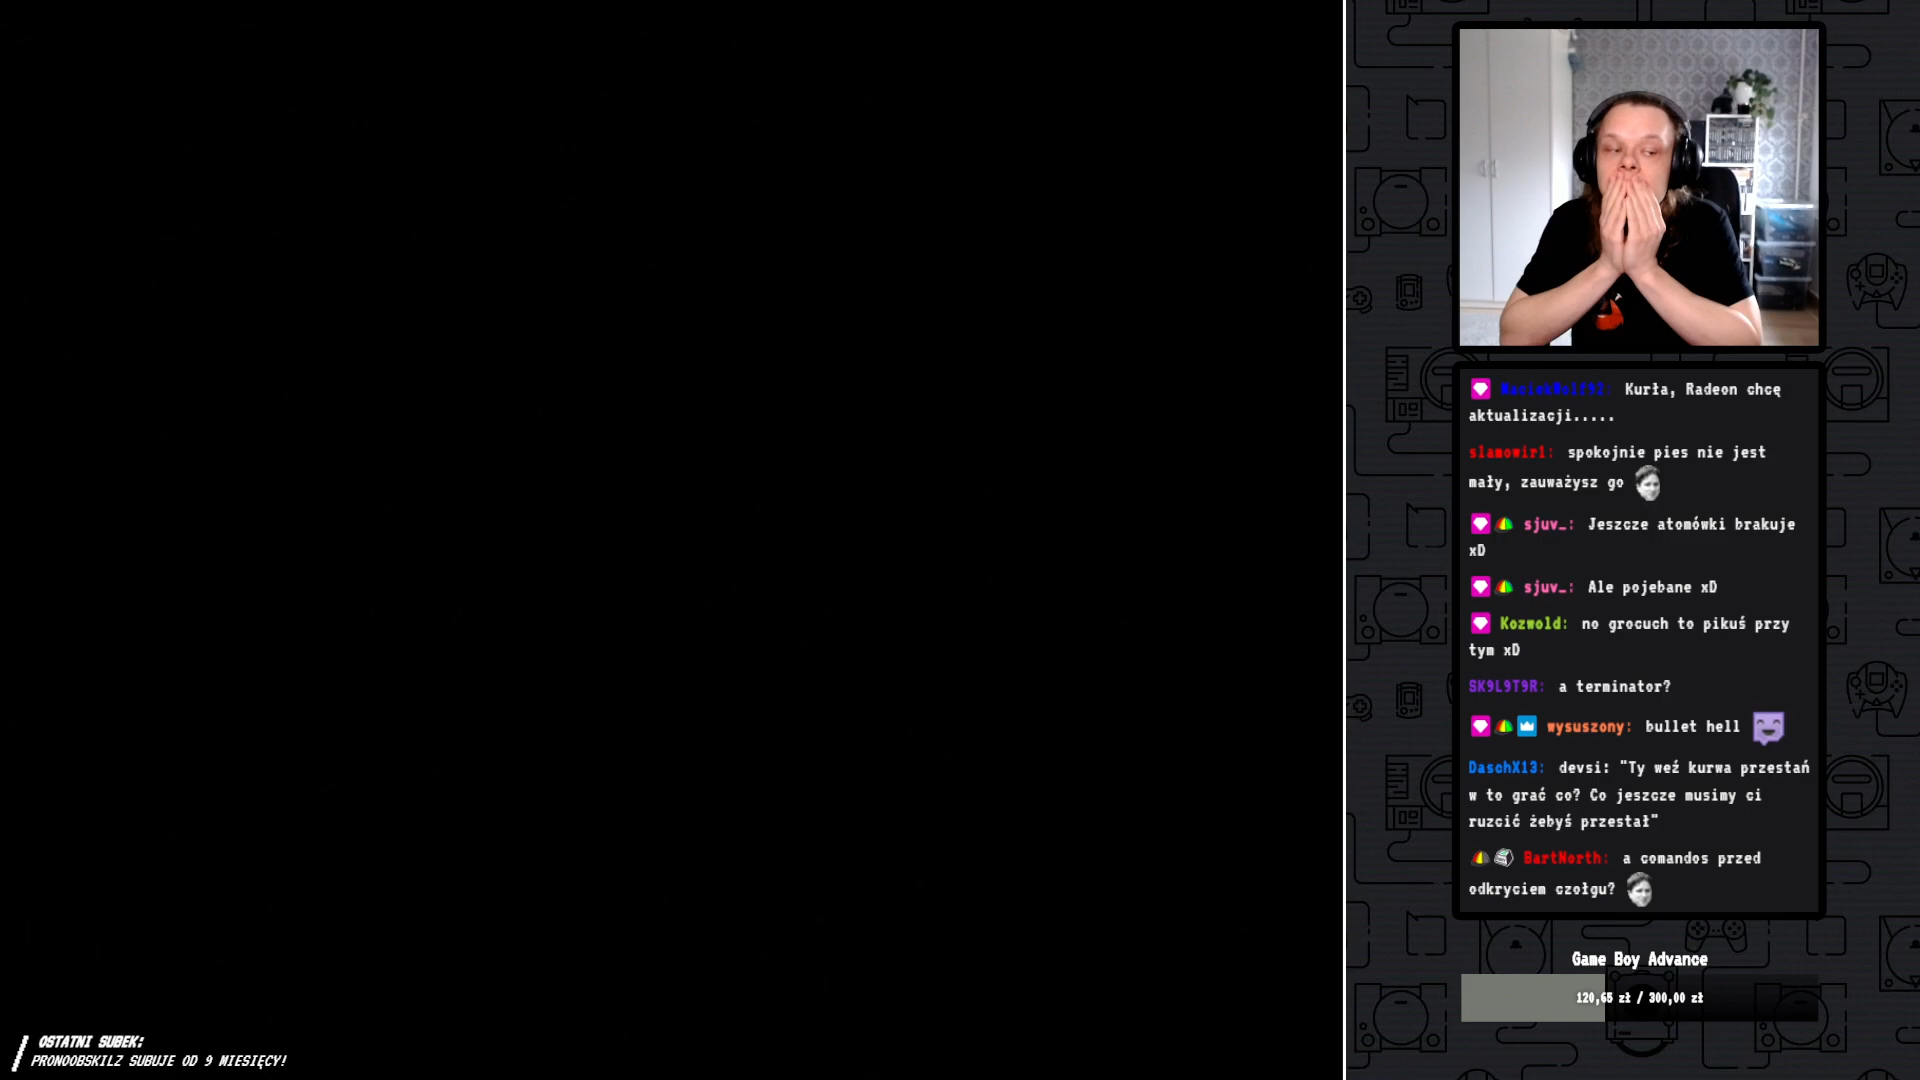 MaciekWolf92: Kurła, Radeon chcę
aktualizacji.....
slamowir1: spokojnie pies nie jest
mały, zauważysz go
sjuv_: Jeszcze atomówki brakuje
xD
sjuv_: Ale pojebane xD
Kozwold: no grocuch to pikuś przy
tym xD
SK9L9T9R: a terminator?
wysuszony: bullet hell
DaschX13: devsi: "Ty weź kurwa przestań
w to grać co? Co jeszcze musimy ci
ruzcić żebyś przestał"
BartNorth: a comandos przed
odkryciem czołgu?
Game Boy Advance
120,65 zł / 300,00 zł
OSTATNI SUBEK:
PRONOOBSKILZ SUBUJE OD 9 MIESIĘCY!